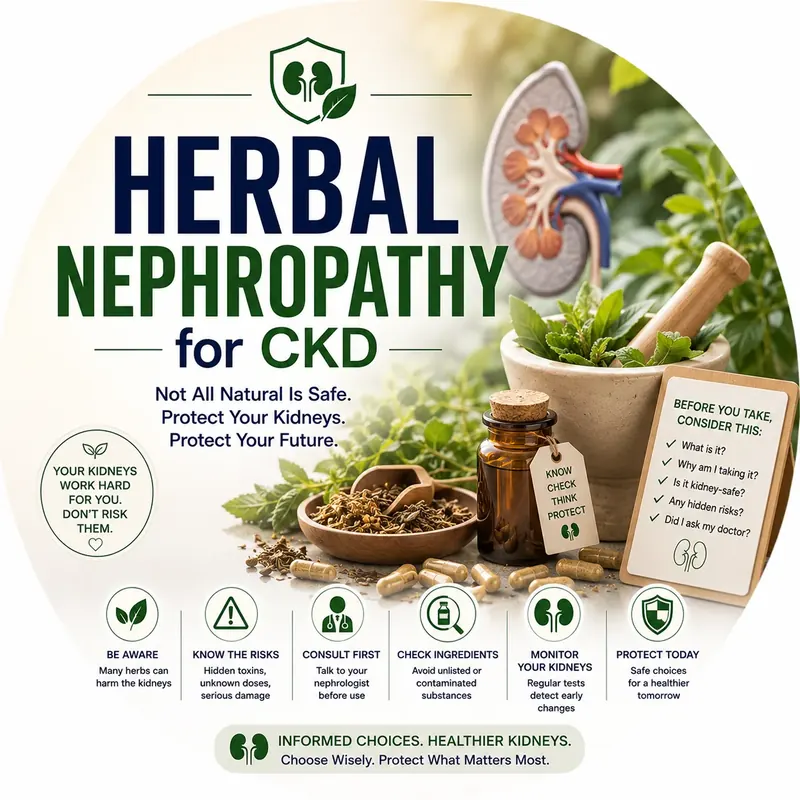 HERBAL
NEPHROPATHY
for CKD
Not All Natural Is Safe.
Protect Your Kidneys.
Protect Your Future.
YOUR KIDNEYS
WORK HARD
FOR YOU.
DON'T RISK
THEM.
KNOW
CHECK
THINK
PROTECT
BEFORE YOU TAKE,
CONSIDER THIS:
✓ What is it?
✓ Why am I taking it?
✓ Is it kidney-safe?
✓ Any hidden risks?
✓ Did I ask my doctor?
BE AWARE
Many herbs can
harm the kidneys
KNOW THE RISKS
Hidden toxins,
unknown doses,
serious damage
CONSULT FIRST
Talk to your
nephrologist
before use
CHECK INGREDIENTS
Avoid unlisted or
contaminated
substances
MONITOR
YOUR KIDNEYS
Regular tests
detect early
changes
PROTECT TODAY
Safe choices
for a healthier
tomorrow
INFORMED CHOICES. HEALTHIER KIDNEYS.
Choose Wisely. Protect What Matters Most.